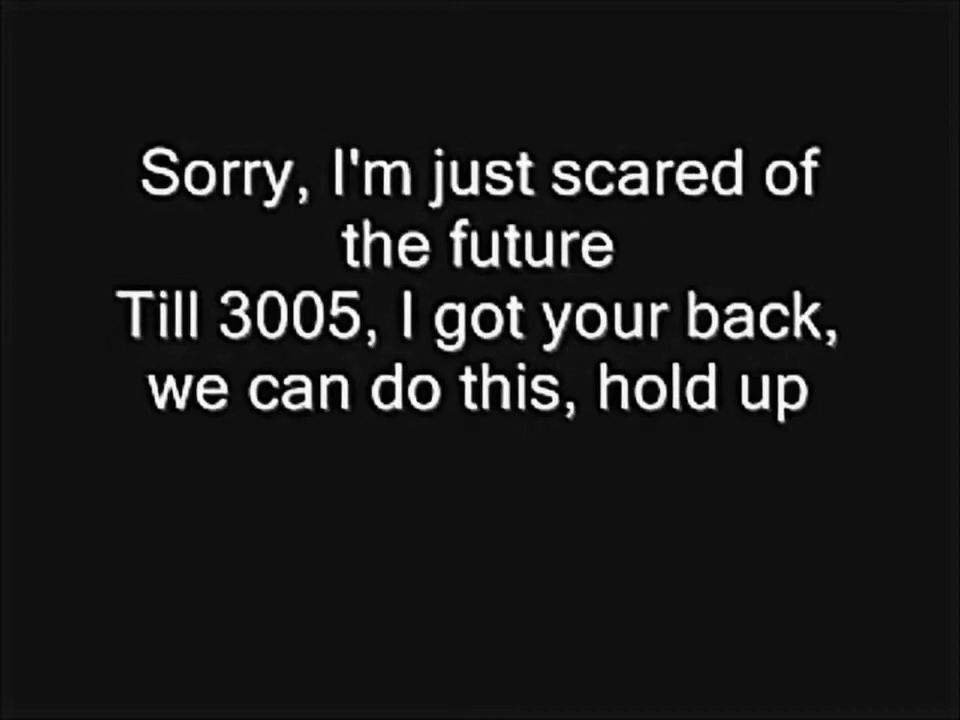 Sorry, I'm just scared of
the future
Till 3005, I got your back,
we can do this, hold up